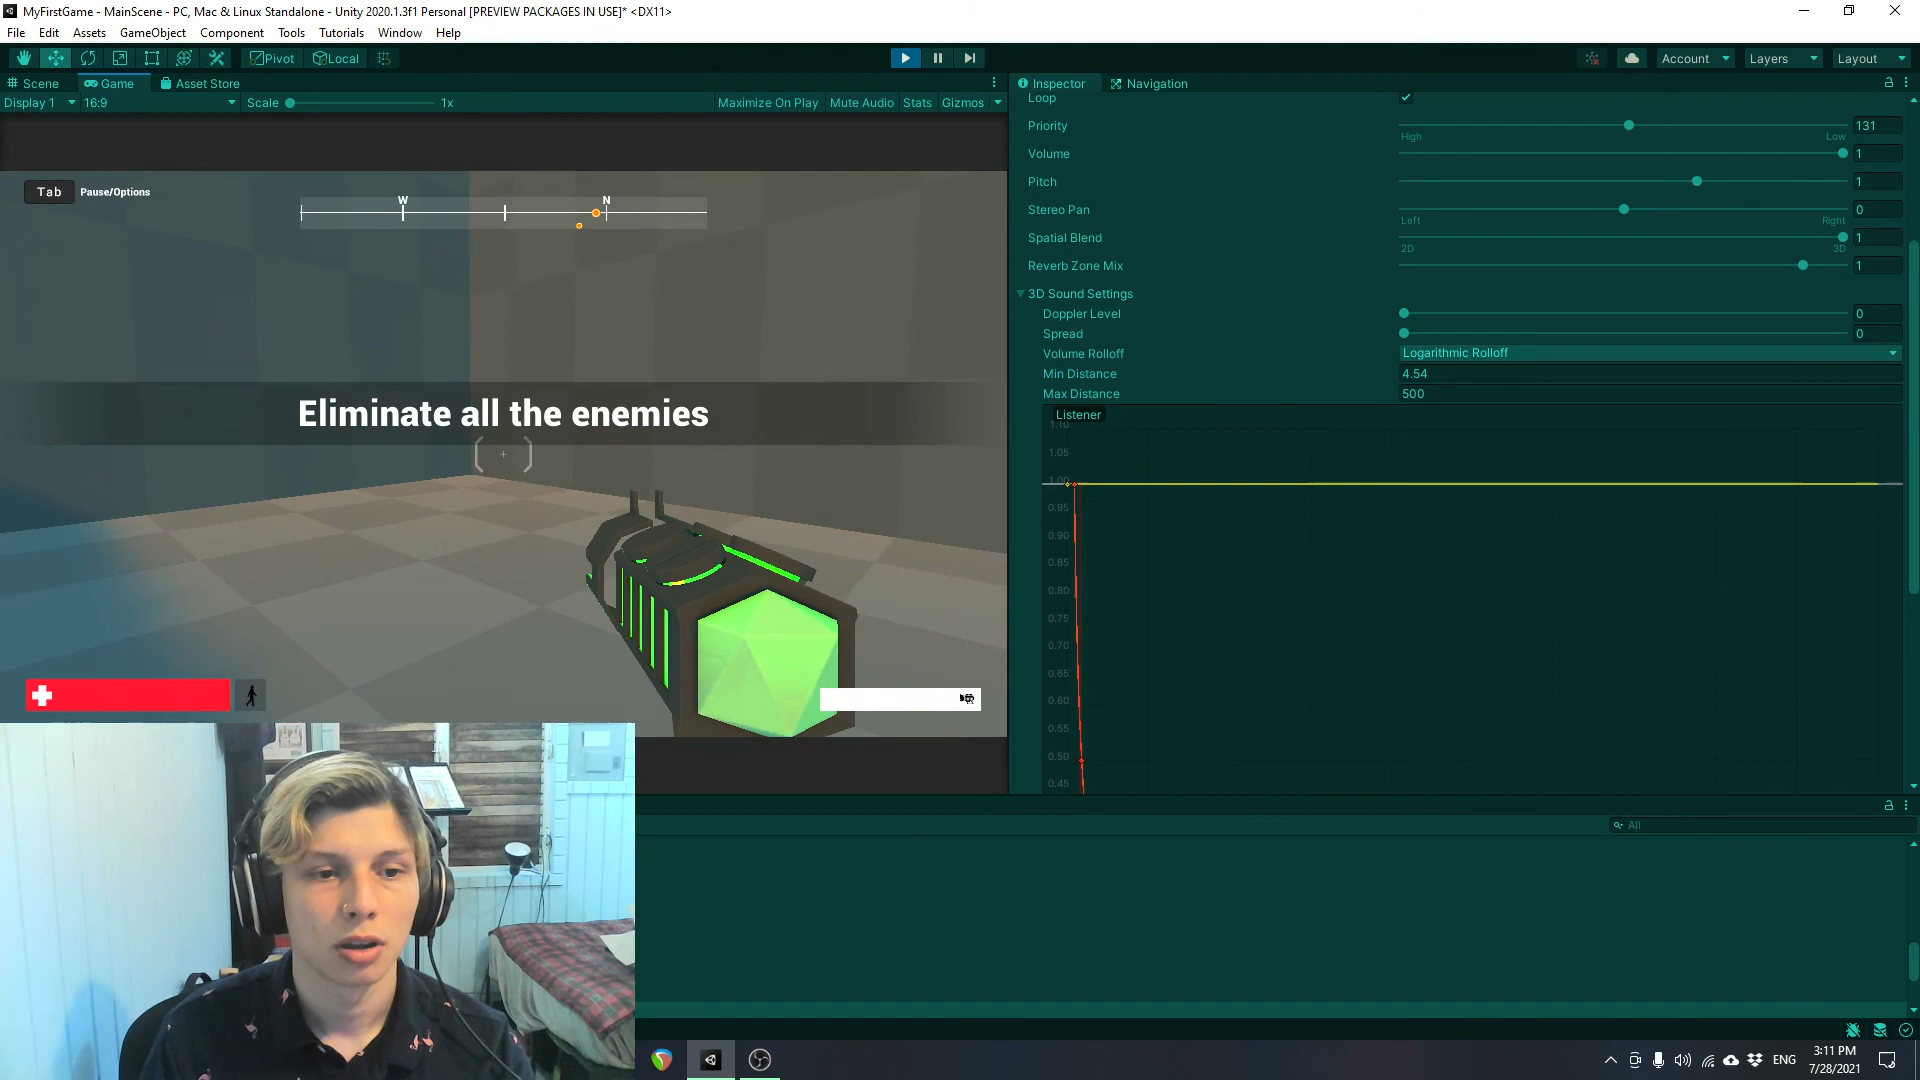 MyFirstGame - MainScene - PC, Mac & Linux Standalone - Unity 2020.1.3f1 Personal [PREVIEW PACKAGES IN USE]* <DX11>
File Edit Assets GameObject Component Tools Tutorials Window Help
Pivot Local Account Layers Layout
Scene Game Asset Store
Display 1 16:9 Scale 1x Maximize On Play Mute Audio Stats Gizmos
Tab Pause/Options
W N
Eliminate all the enemies
Inspector Navigation
Loop
Priority 131
High Low
Volume 1
Pitch 1
Stereo Pan 0
Left Right
Spatial Blend 1
2D 3D
Reverb Zone Mix 1
3D Sound Settings
Doppler Level 0
Spread 0
Volume Rolloff Logarithmic Rolloff
Min Distance 4.54
Max Distance 500
Listener
1.10
1.05
1.00
0.95
0.90
0.85
0.80
0.75
0.70
0.65
0.60
0.55
0.50
0.45
All
ENG
3:11 PM
7/28/2021